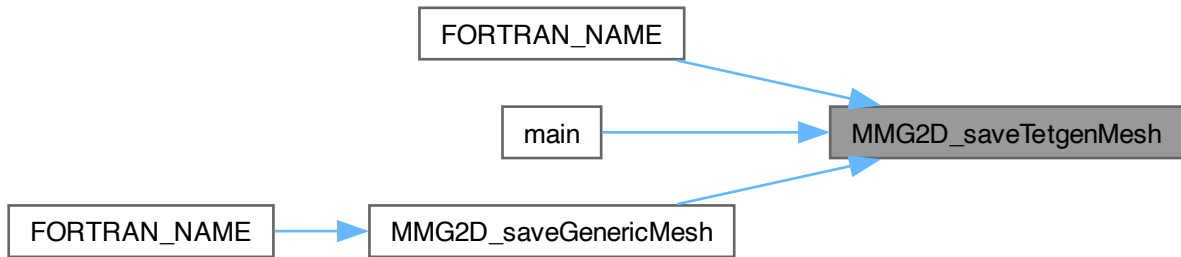 FORTRAN_NAME
main
MMG2D_saveTetgenMesh
FORTRAN_NAME
MMG2D_saveGenericMesh